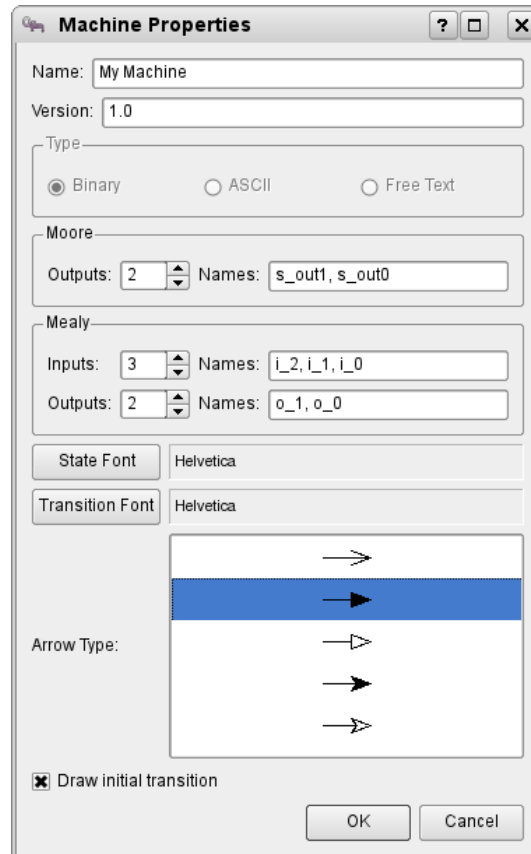 Machine Properties
Name: My Machine
Version: 1.0
Type
Binary ASCII Free Text
Moore
Outputs: 2 Names: s_out1, s_out0
Mealy
Inputs: 3 Names: i_2, i_1, i_0
Outputs: 2 Names: o_1, o_0
State Font Helvetica
Transition Font Helvetica
Arrow Type:
Draw initial transition
OK Cancel